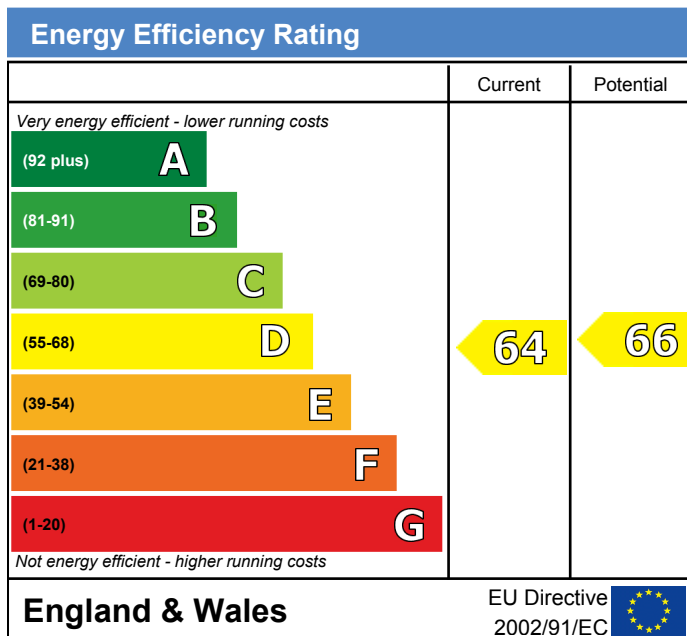 Energy Efficiency Rating
Current Potential
Very energy efficient - lower running costs
(92 plus) A
(81-91) B
(69-80) C
(55-68) D 64 66
(39-54) E
(21-38) F
(1-20) G
Not energy efficient - higher running costs
England & Wales
EU Directive
2002/91/EC